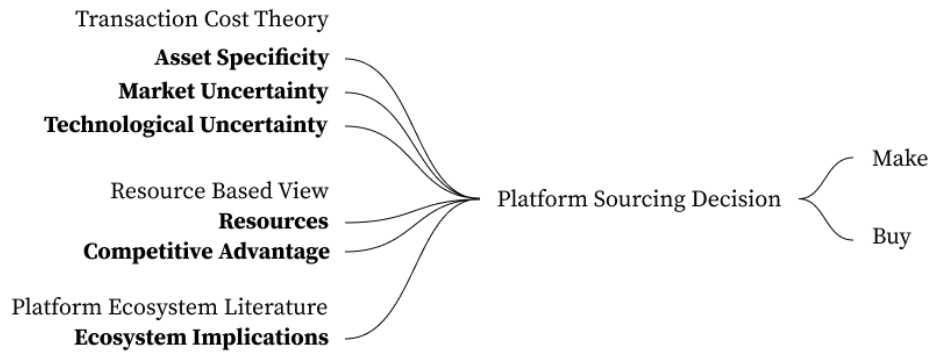 Transaction Cost Theory
Asset Specificity
Market Uncertainty
Technological Uncertainty
Resource Based View
Resources
Competitive Advantage
Platform Ecosystem Literature
Ecosystem Implications
Platform Sourcing Decision
Make
Buy